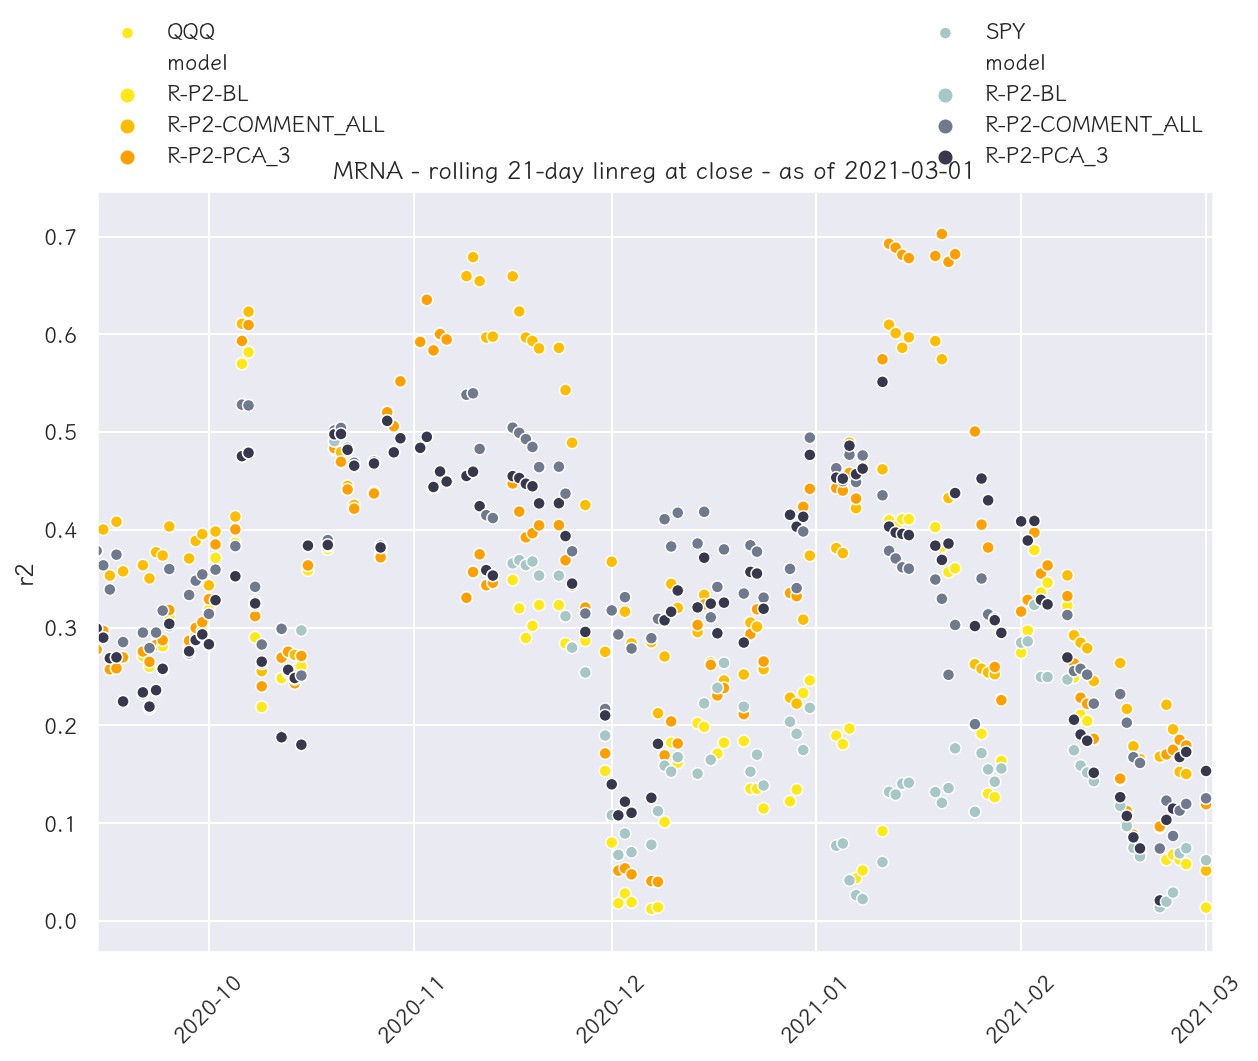 QQQ
model
R-P2-BL
R-P2-COMMENT_ALL
R-P2-PCA_3
SPY
model
R-P2-BL
R-P2-COMMENT_ALL
R-P2-PCA_3
MRNA - rolling 21-day linreg at close - as of 2021-03-01
r2
0.7
0.6
0.5
0.4
0.3
0.2
0.1
0.0
2020-10
2020-11
2020-12
2021-01
2021-02
2021-03